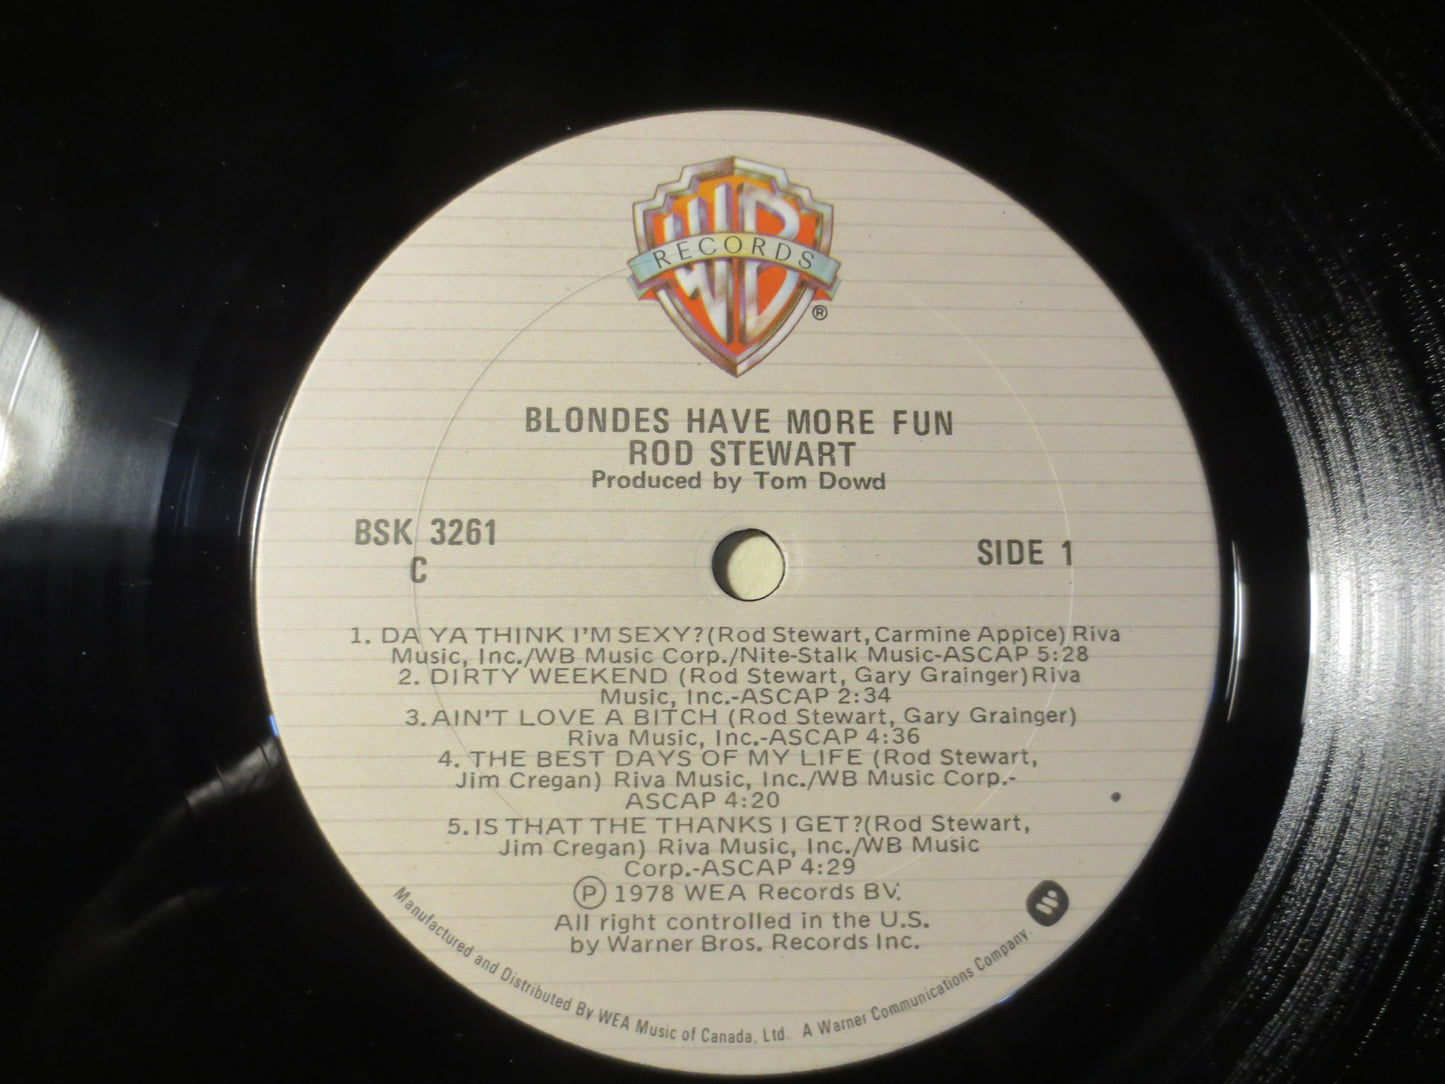 WB
RECORDS
®
BLONDES HAVE MORE FUN
ROD STEWART
Produced by Tom Dowd
BSK 3261
C
SIDE 1
1. DA YA THINK I'M SEXY? (Rod Stewart, Carmine Appice) Riva
Music, Inc./WB Music Corp./Nite-Stalk Music-ASCAP 5:28
2. DIRTY WEEKEND (Rod Stewart, Gary Grainger) Riva
Music, Inc.-ASCAP 2:34
3. AIN'T LOVE A BITCH (Rod Stewart, Gary Grainger)
Riva Music, Inc.-ASCAP 4:36
4. THE BEST DAYS OF MY LIFE (Rod Stewart,
Jim Cregan) Riva Music, Inc./WB Music Corp.-
ASCAP 4:20
5. IS THAT THE THANKS I GET? (Rod Stewart,
Jim Cregan) Riva Music, Inc./WB Music
Corp.-ASCAP 4:29
Ⓟ 1978 WEA Records BV.
All right controlled in the U.S.
by Warner Bros. Records Inc.
Manufactured and Distributed By WEA Music of Canada, Ltd. A Warner Communications Company.